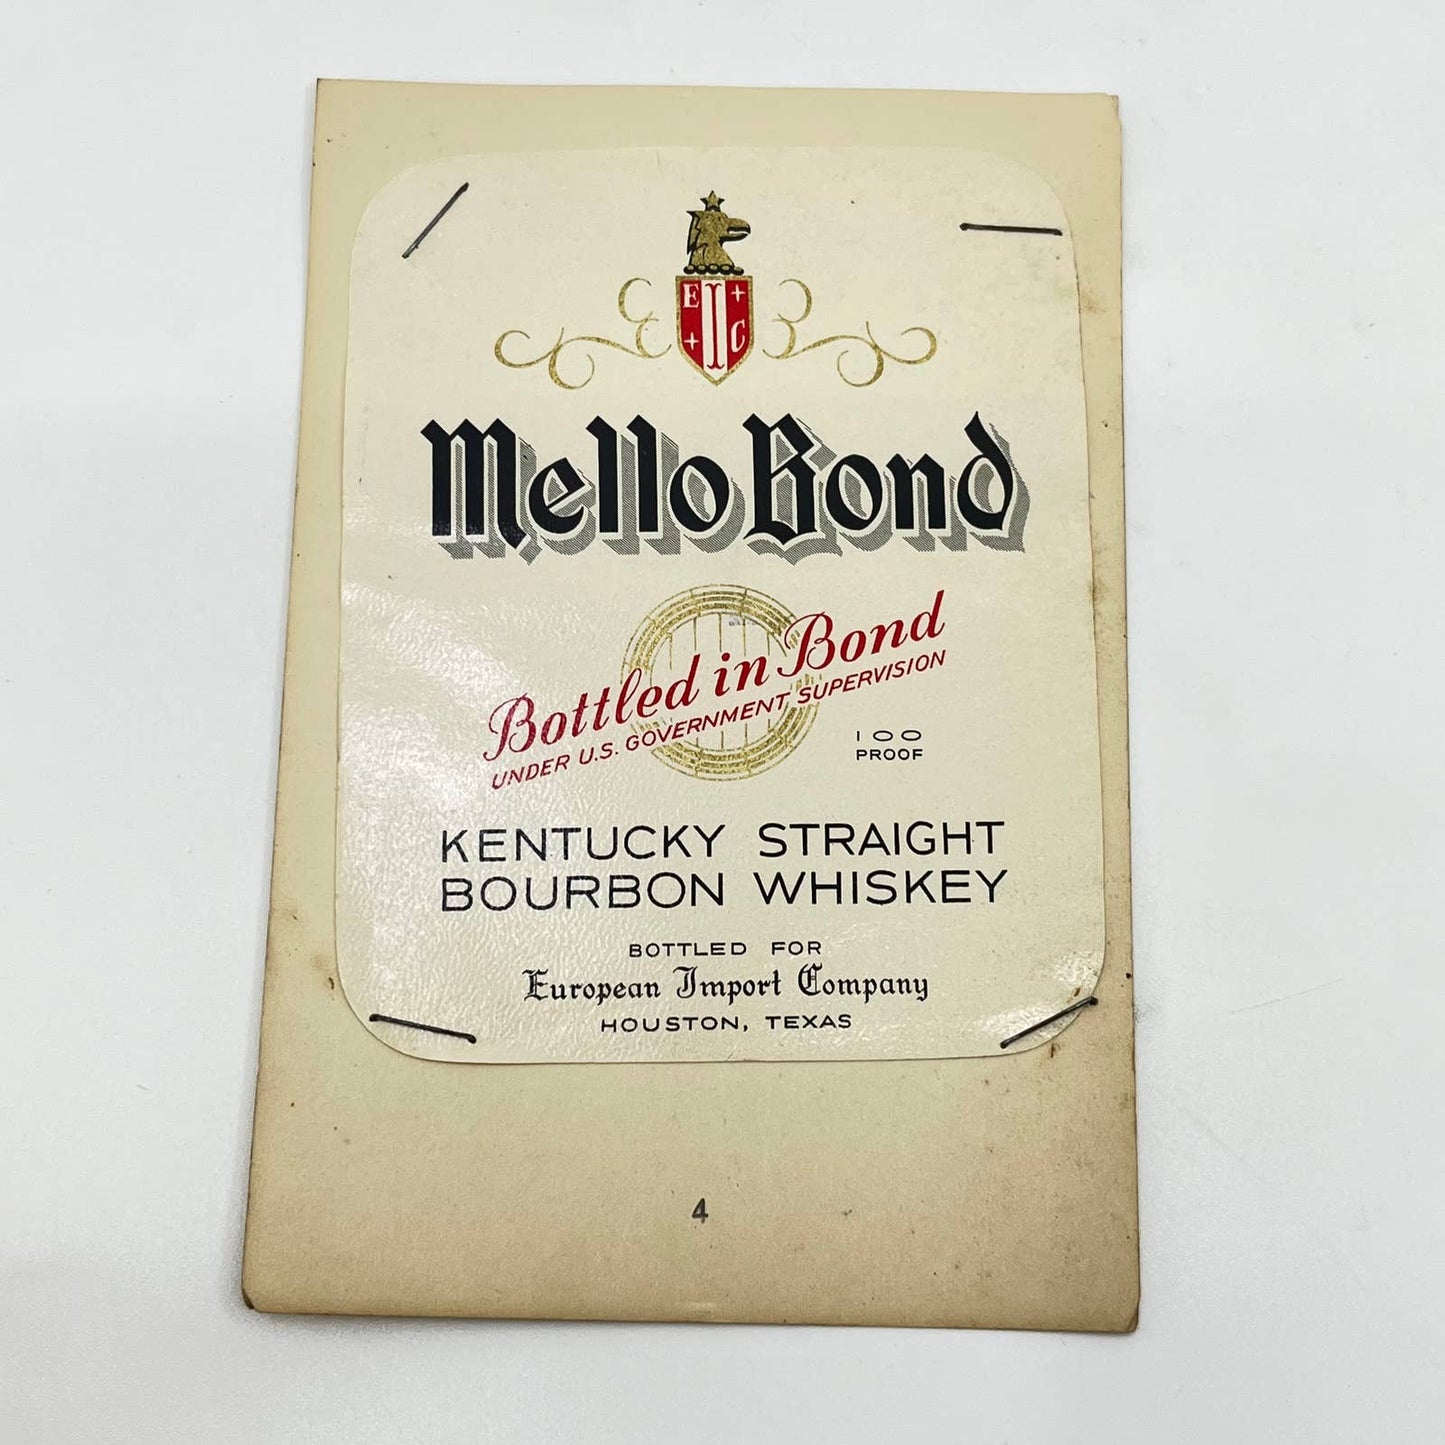 E + I + C
Mello Bond
Bottled in Bond
UNDER U.S. GOVERNMENT SUPERVISION
100
PROOF
KENTUCKY STRAIGHT
BOURBON WHISKEY
BOTTLED FOR
European Import Company
HOUSTON, TEXAS
4